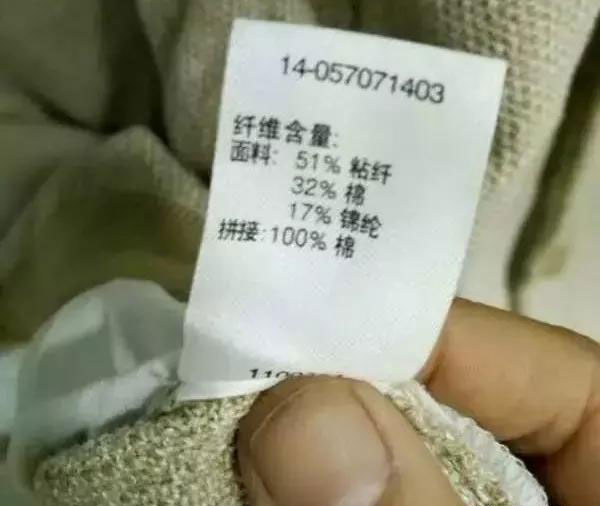 14-057071403
纤维含量:
面料: 51% 粘纤
32% 棉
17% 锦纶
拼接:100% 棉